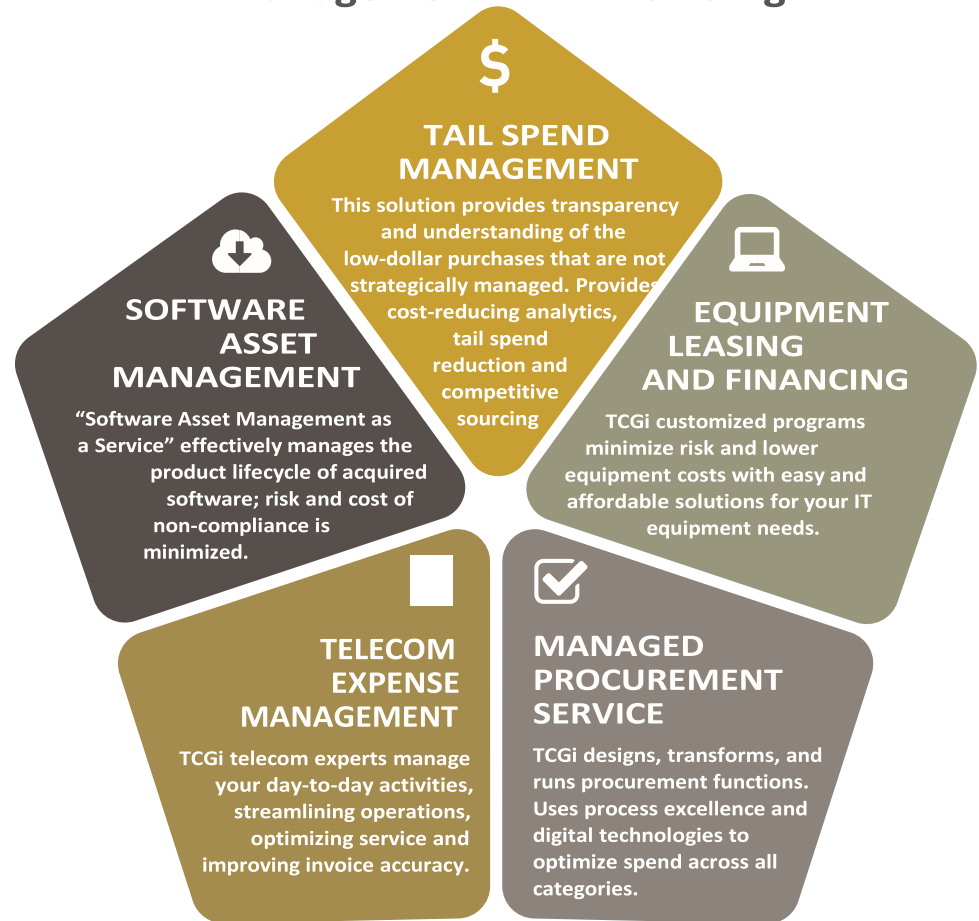 $
TAIL SPEND
MANAGEMENT
This solution provides transparency
and understanding of the
low-dollar purchases that are not
strategically managed. Provides
cost-reducing analytics,
tail spend
reduction and
competitive
sourcing
SOFTWARE
ASSET
MANAGEMENT
“Software Asset Management as
a Service” effectively manages the
product lifecycle of acquired
software; risk and cost of
non-compliance is
minimized.
EQUIPMENT
LEASING
AND FINANCING
TCGi customized programs
minimize risk and lower
equipment costs with easy and
affordable solutions for your IT
equipment needs.
TELECOM
EXPENSE
MANAGEMENT
TCGi telecom experts manage
your day-to-day activities,
streamlining operations,
optimizing service and
improving invoice accuracy.
MANAGED
PROCUREMENT
SERVICE
TCGi designs, transforms, and
runs procurement functions.
Uses process excellence and
digital technologies to
optimize spend across all
categories.